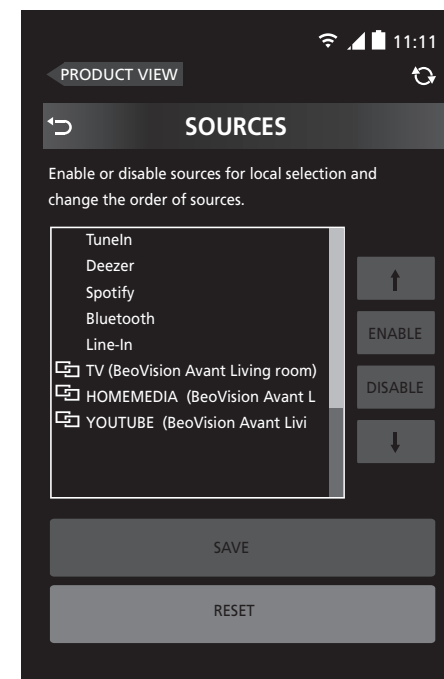 11:11
PRODUCT VIEW
SOURCES
Enable or disable sources for local selection and
change the order of sources.
TuneIn
Deezer
Spotify
Bluetooth
Line-In
TV (BeoVision Avant Living room)
HOMEMEDIA (BeoVision Avant L
YOUTUBE (BeoVision Avant Livi
ENABLE
DISABLE
SAVE
RESET